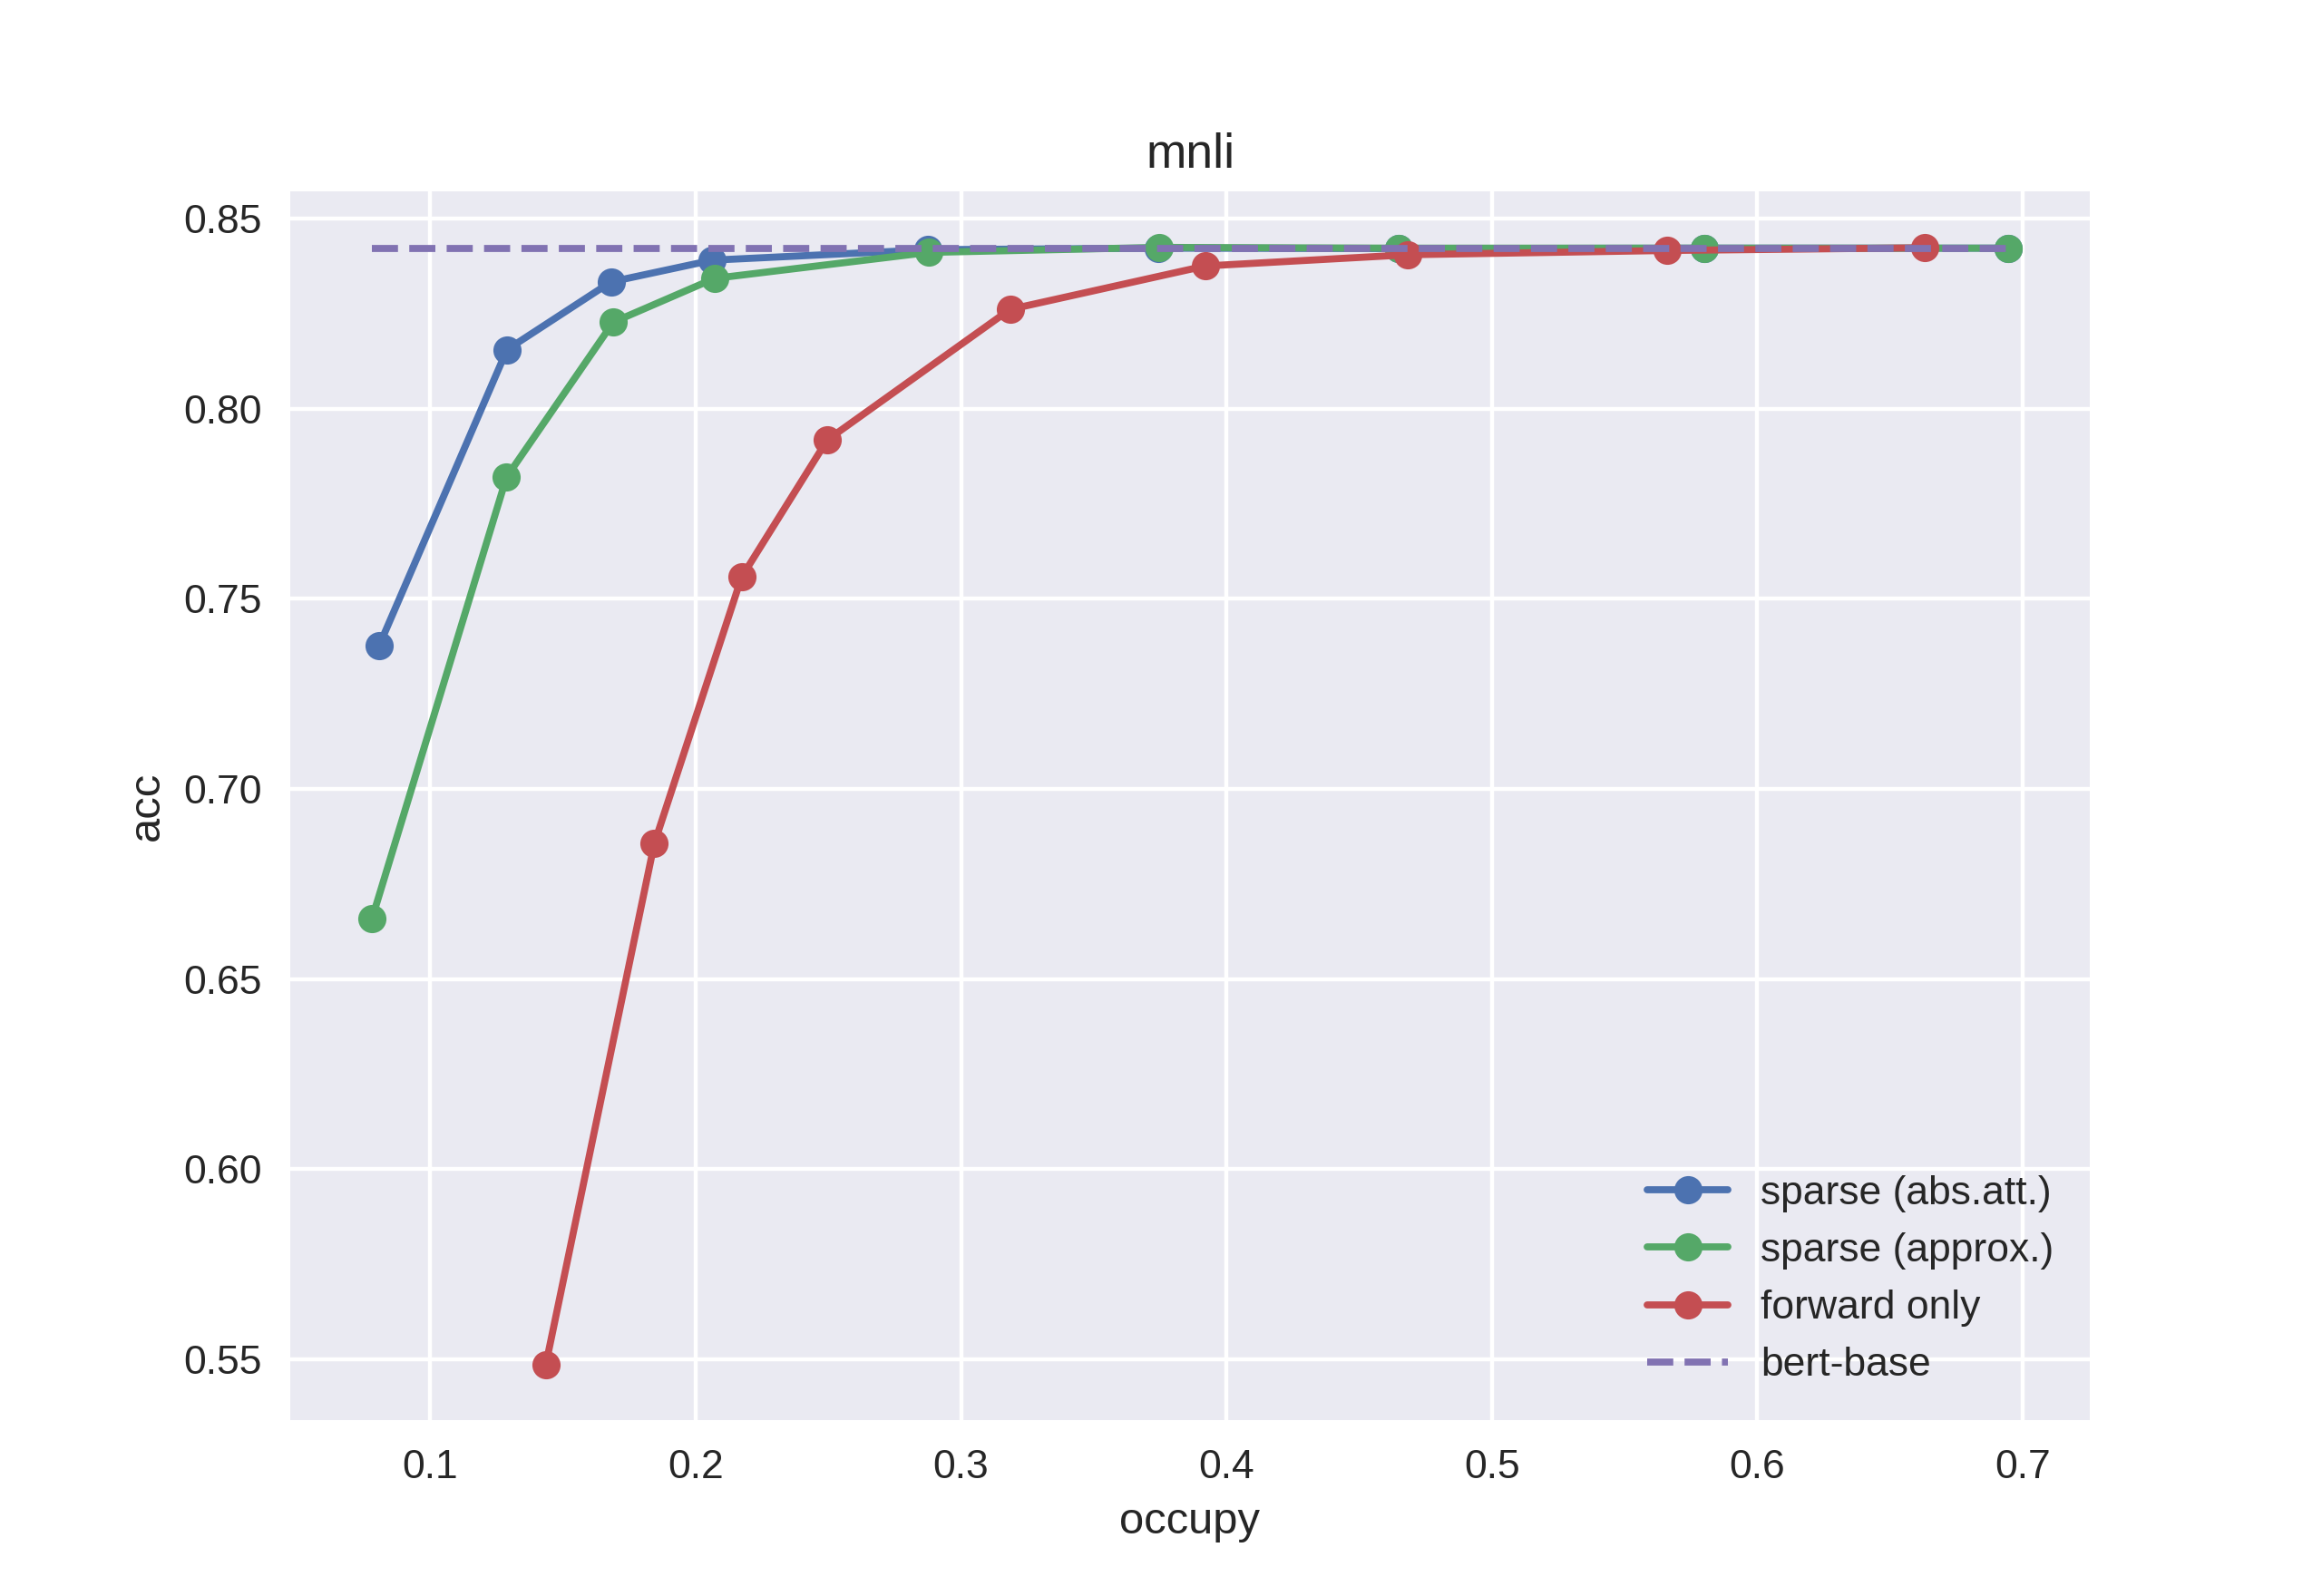 mnli
0.85
0.80
0.75
0.70
0.65
0.60
0.55
acc
sparse (abs.att.)
sparse (approx.)
forward only
bert-base
0.1 0.2 0.3 0.4 0.5 0.6 0.7
occupy